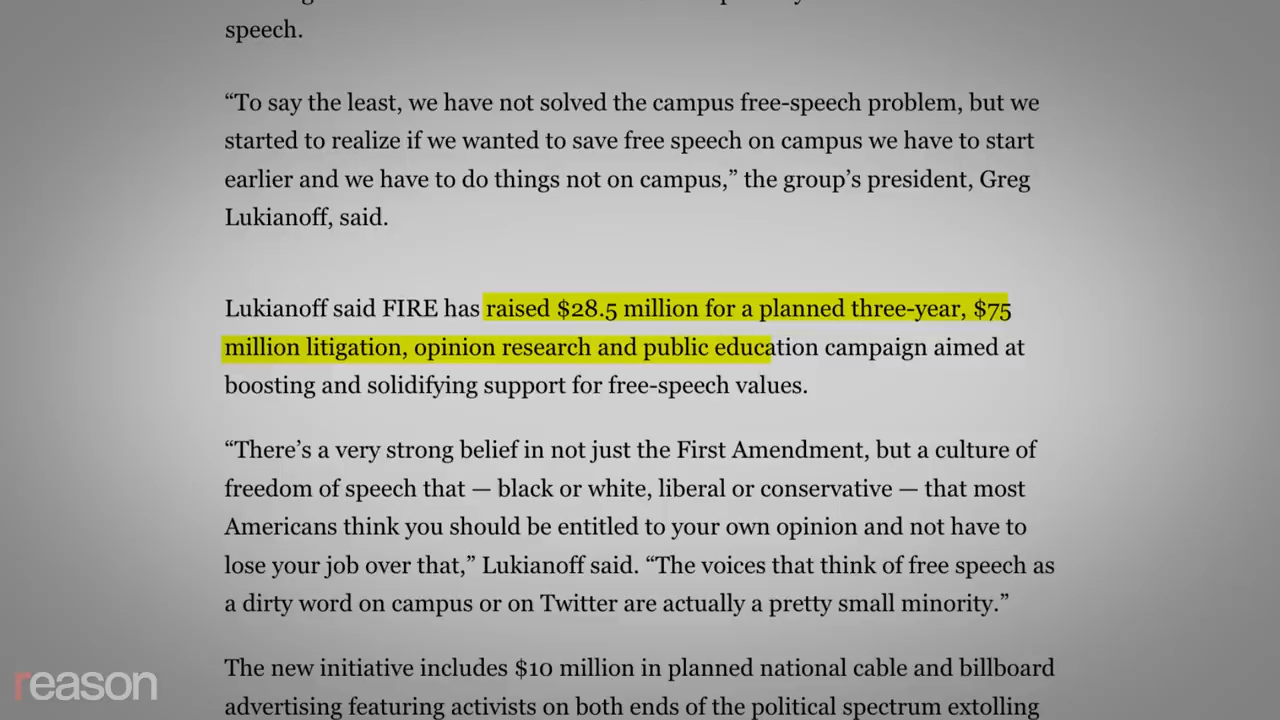 speech.
“To say the least, we have not solved the campus free-speech problem, but we
started to realize if we wanted to save free speech on campus we have to start
earlier and we have to do things not on campus,” the group’s president, Greg
Lukianoff, said.
Lukianoff said FIRE has raised $28.5 million for a planned three-year, $75
million litigation, opinion research and public education campaign aimed at
boosting and solidifying support for free-speech values.
“There’s a very strong belief in not just the First Amendment, but a culture of
freedom of speech that — black or white, liberal or conservative — that most
Americans think you should be entitled to your own opinion and not have to
lose your job over that,” Lukianoff said. “The voices that think of free speech as
a dirty word on campus or on Twitter are actually a pretty small minority.”
The new initiative includes $10 million in planned national cable and billboard
advertising featuring activists on both ends of the political spectrum extolling
reason